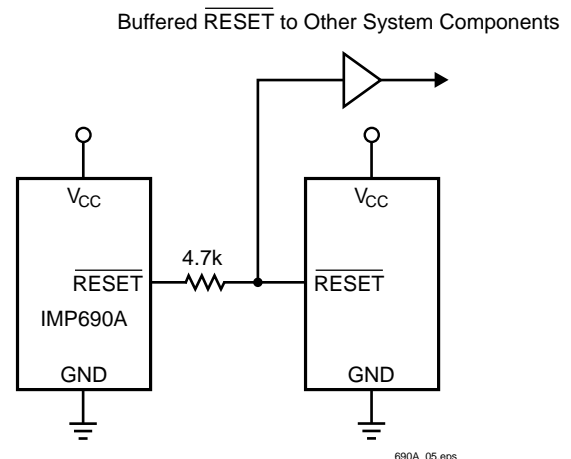 Buffered RESET to Other System Components
VCC
VCC
4.7k
RESET
RESET
IMP690A
GND
GND
690A_05.eps